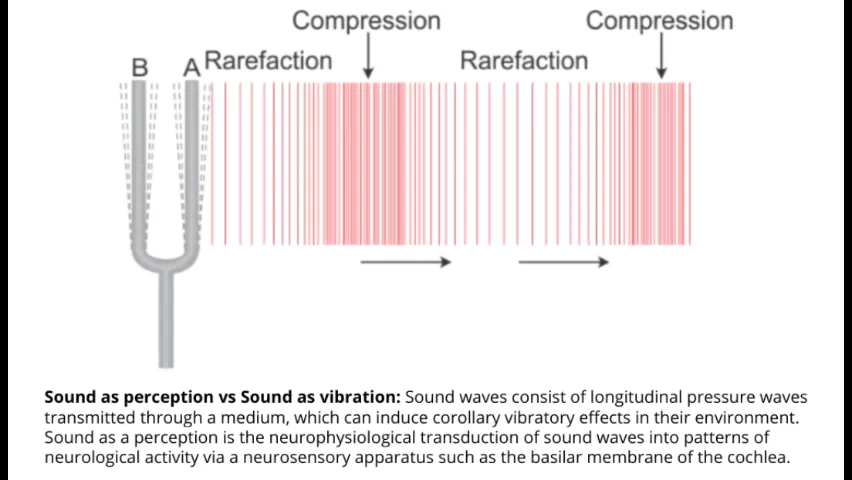 Compression
Compression
B
A
Rarefaction
Rarefaction
Sound as perception vs Sound as vibration: Sound waves consist of longitudinal pressure waves
transmitted through a medium, which can induce corollary vibratory effects in their environment.
Sound as a perception is the neurophysiological transduction of sound waves into patterns of
neurological activity via a neurosensory apparatus such as the basilar membrane of the cochlea.